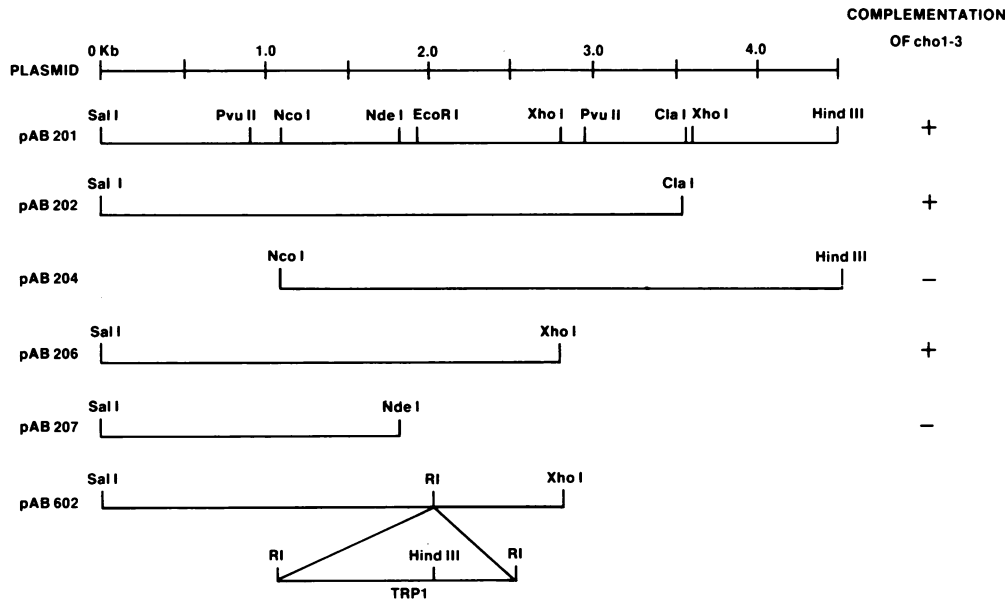 COMPLEMENTATION
OF cho1-3
0 Kb 1.0 2.0 3.0 4.0
PLASMID
Sal I Pvu II Nco I Nde I EcoR I Xho I Pvu II Cla I Xho I Hind III
pAB 201 +
Sal I Cla I
pAB 202 +
Nco I Hind III
pAB 204 −
Sal I Xho I
pAB 206 +
Sal I Nde I
pAB 207 −
Sal I RI Xho I
pAB 602
RI Hind III RI
TRP1